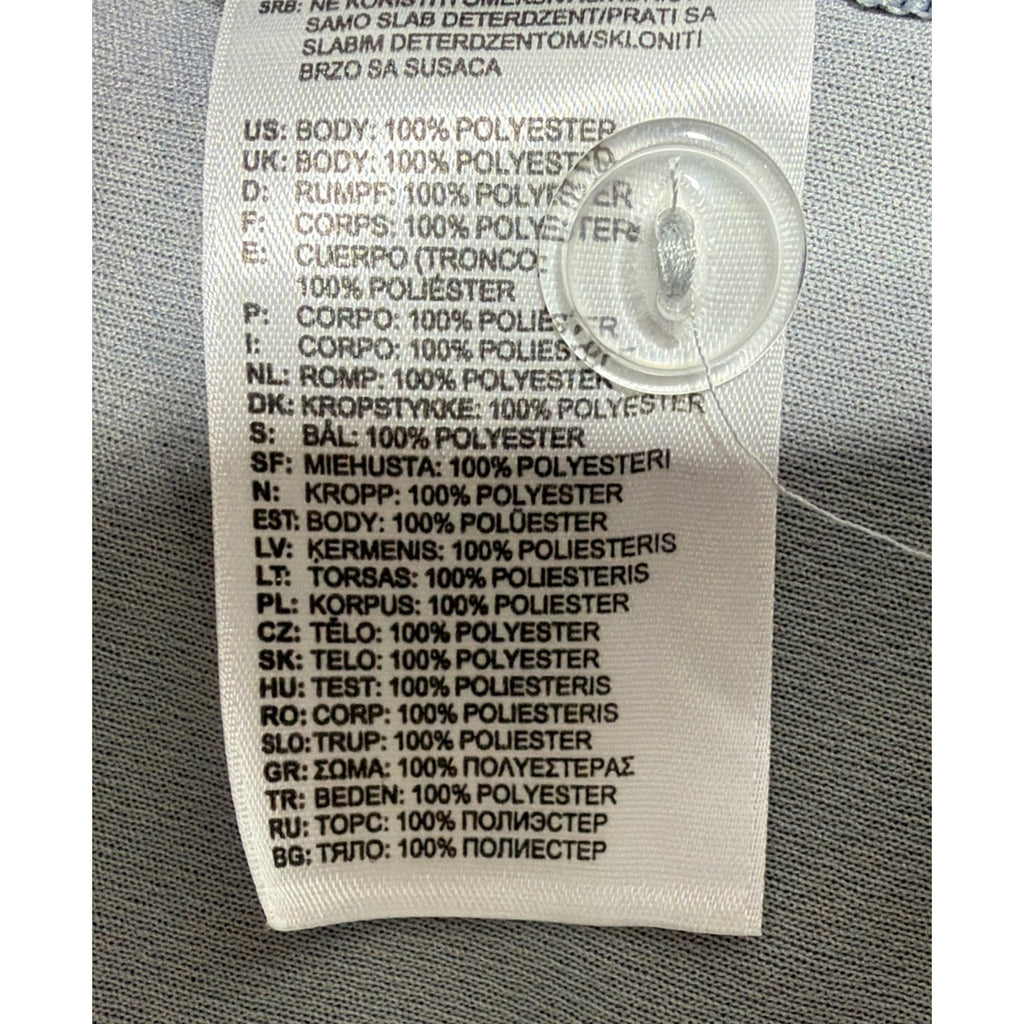 SRB: NE KORISTITI
SAMO SLAB DETERDZENT/PRATI SA
SLABIM DETERDZENTOM/SKLONITI
BRZO SA SUSACA
US: BODY: 100% POLYESTER
UK: BODY: 100% POLYESTER
D: RUMPF: 100% POLYESTER
F: CORPS: 100% POLYESTER
E: CUERPO (TRONCO):
100% POLIÉSTER
P: CORPO: 100% POLIÉSTER
I: CORPO: 100%
NL: ROMP: 100% POLYESTER
DK: KROPSTYKKE: 100% POLYESTER
S: BÅL: 100% POLYESTER
SF: MIEHUSTA: 100% POLYESTERI
N: KROPP: 100% POLYESTER
EST: BODY: 100% POLÜESTER
LV: ĶERMENIS: 100% POLIESTERIS
LT: TORSAS: 100% POLIESTERIS
PL: KORPUS: 100% POLIESTER
CZ: TĚLO: 100% POLYESTER
SK: TELO: 100% POLYESTER
HU: TEST: 100% POLIESTERIS
RO: CORP: 100% POLIESTERIS
SLO: TRUP: 100% POLIESTER
GR: ΣΩΜΑ: 100% ΠΟΛΥΕΣΤΕΡΑΣ
TR: BEDEN: 100% POLYESTER
RU: ТОРС: 100% ПОЛИЭСТЕР
BG: ТЯЛО: 100% ПОЛИЕСТЕР